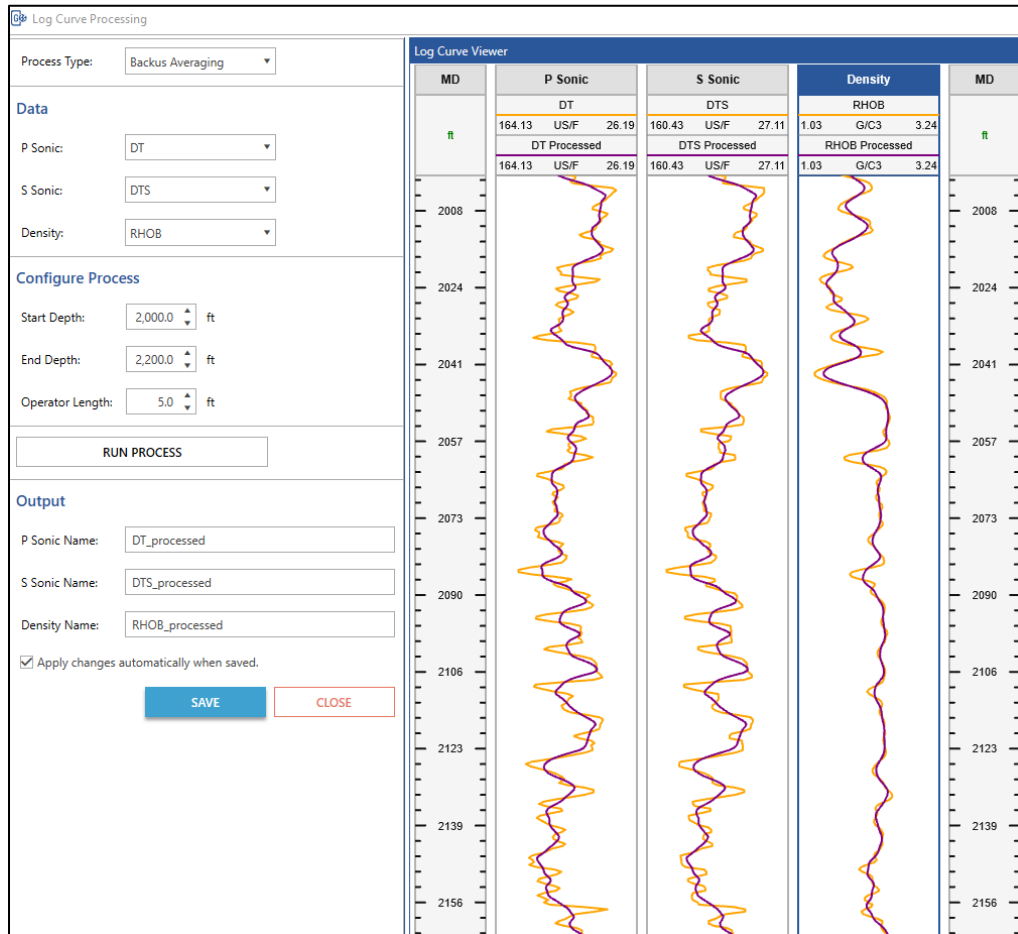 Log Curve Processing
Process Type: Backus Averaging
Data
P Sonic: DT
S Sonic: DTS
Density: RHOB
Configure Process
Start Depth: 2,000.0 ft
End Depth: 2,200.0 ft
Operator Length: 5.0 ft
RUN PROCESS
Output
P Sonic Name: DT_processed
S Sonic Name: DTS_processed
Density Name: RHOB_processed
Apply changes automatically when saved.
SAVE CLOSE
Log Curve Viewer
MD P Sonic S Sonic Density MD
DT DTS RHOB
ft 164.13 US/F 26.19 160.43 US/F 27.11 1.03 G/C3 3.24 ft
DT Processed DTS Processed RHOB Processed
164.13 US/F 26.19 160.43 US/F 27.11 1.03 G/C3 3.24
2008 2008
2024 2024
2041 2041
2057 2057
2073 2073
2090 2090
2106 2106
2123 2123
2139 2139
2156 2156